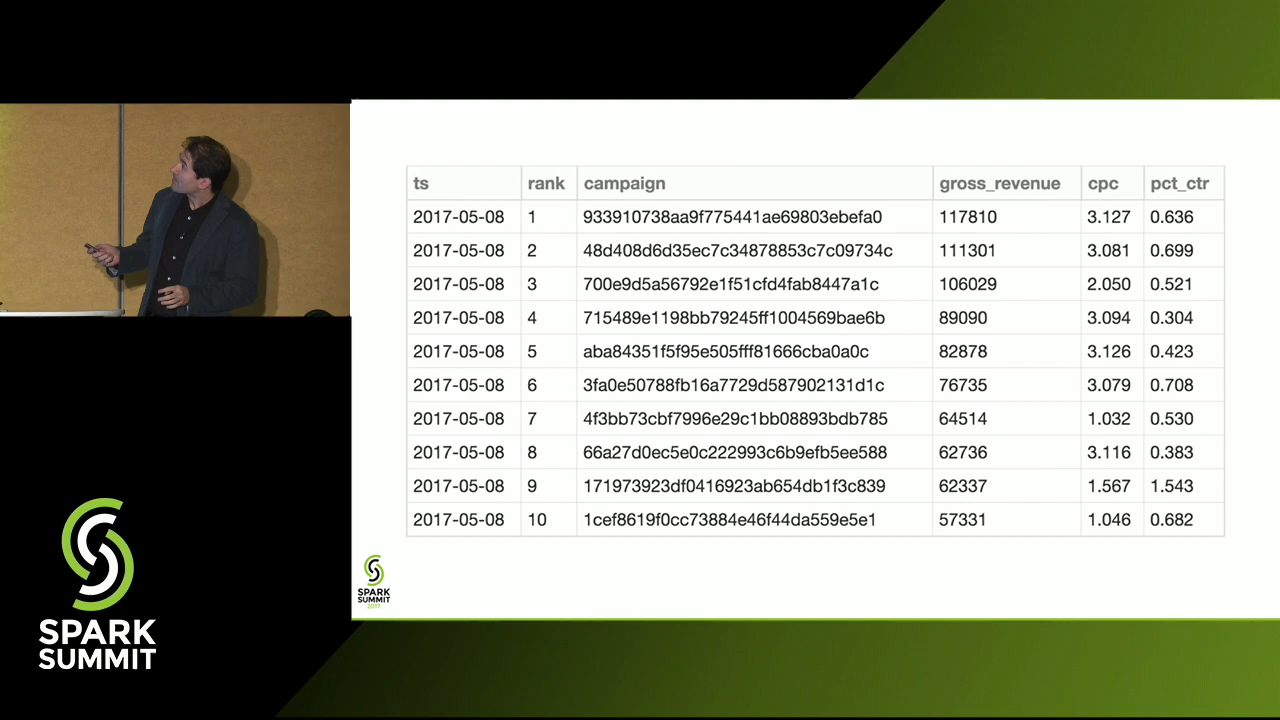 ts rank campaign gross_revenue cpc pct_ctr
2017-05-08 1 933910738aa9f775441ae69803ebefa0 117810 3.127 0.636
2017-05-08 2 48d408d6d35ec7c34878853c7c09734c 111301 3.081 0.699
2017-05-08 3 700e9d5a56792e1f51cfd4fab8447a1c 106029 2.050 0.521
2017-05-08 4 715489e1198bb79245ff1004569bae6b 89090 3.094 0.304
2017-05-08 5 aba84351f5f95e505fff81666cba0a0c 82878 3.126 0.423
2017-05-08 6 3fa0e50788fb16a7729d587902131d1c 76735 3.079 0.708
2017-05-08 7 4f3bb73cbf7996e29c1bb08893bdb785 64514 1.032 0.530
2017-05-08 8 66a27d0ec5e0c222993c6b9efb5ee588 62736 3.116 0.383
2017-05-08 9 171973923df0416923ab654db1f3c839 62337 1.567 1.543
2017-05-08 10 1cef8619f0cc73884e46f44da559e5e1 57331 1.046 0.682
SPARK
SUMMIT
2017
SPARK
SUMMIT